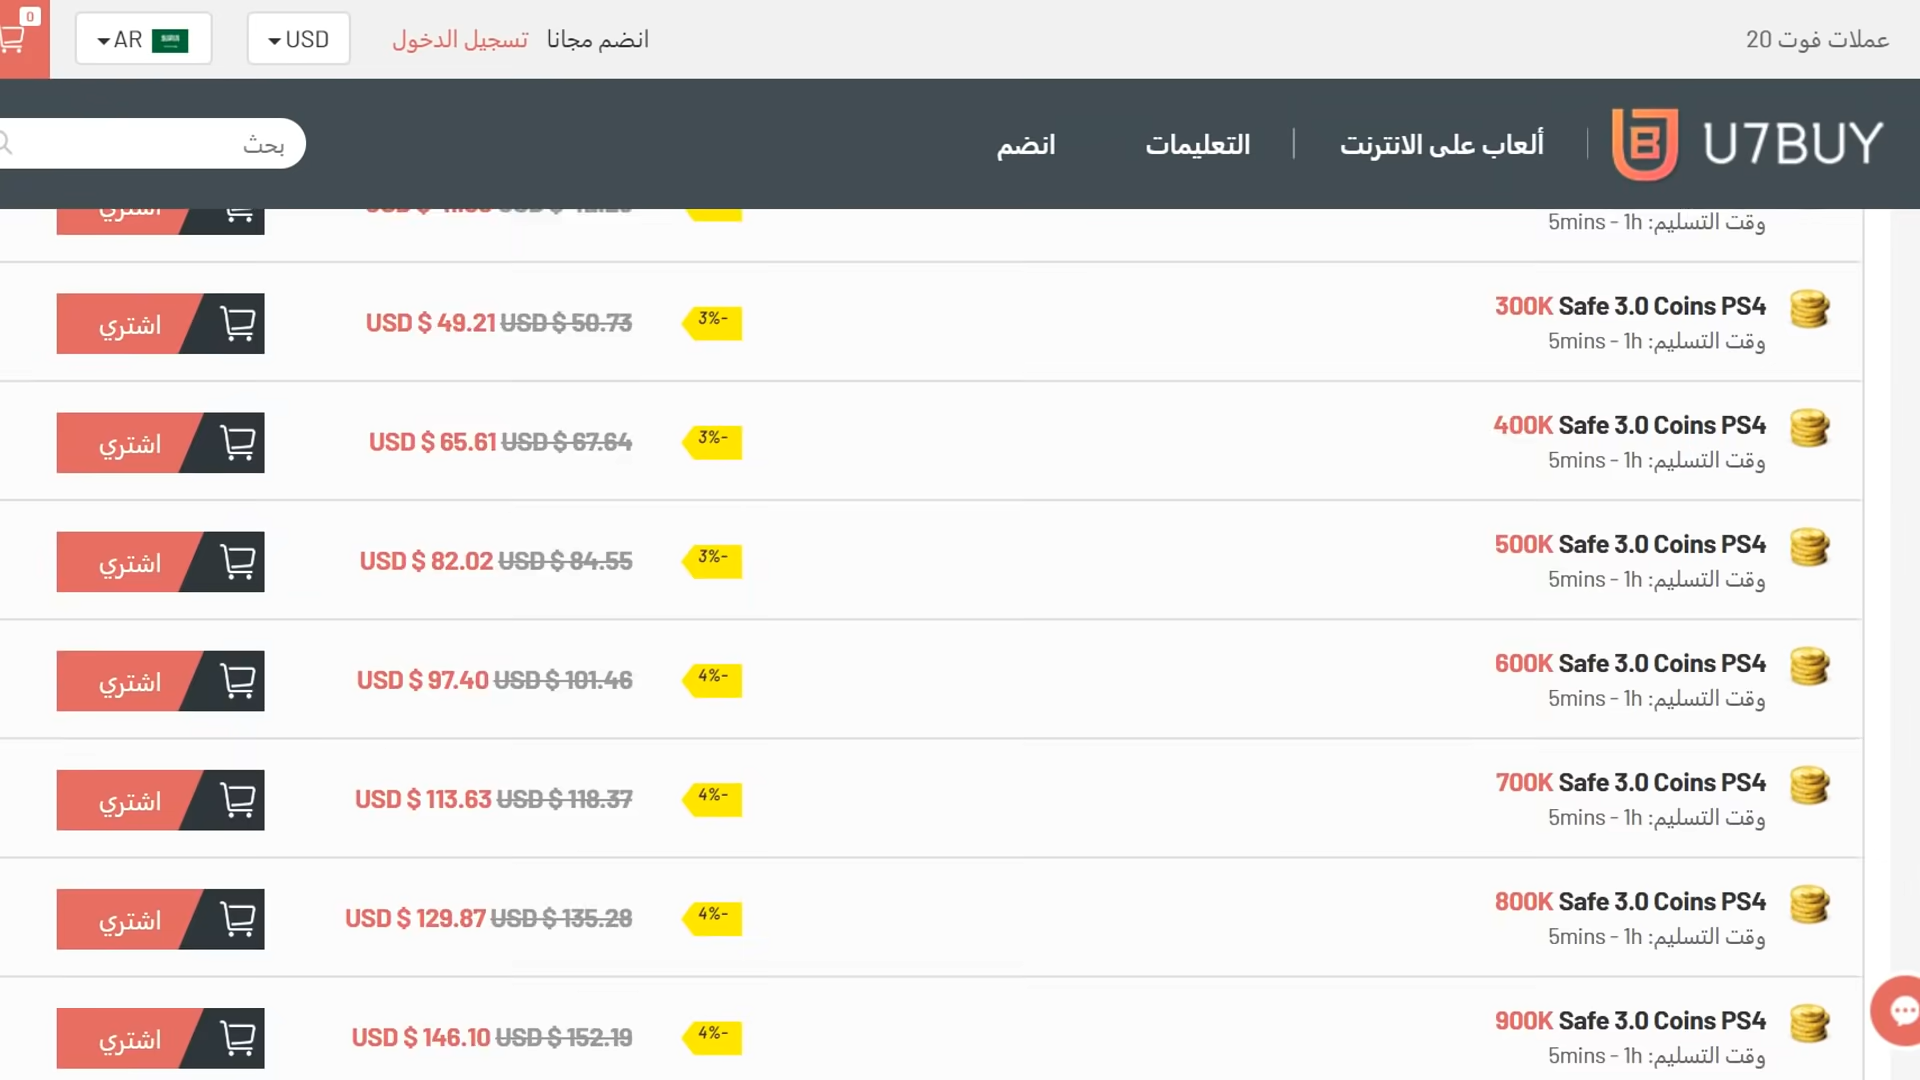 عملات فوت 20
انضم مجانا تسجيل الدخول
USD
AR
0
U7BUY
ألعاب على الانترنت
التعليمات
انضم
بحث
وقت التسليم: 5mins - 1h
300K Safe 3.0 Coins PS4
وقت التسليم: 5mins - 1h
3%-
USD $ 49.21 USD $ 50.73
اشتري
400K Safe 3.0 Coins PS4
وقت التسليم: 5mins - 1h
3%-
USD $ 65.61 USD $ 67.64
اشتري
500K Safe 3.0 Coins PS4
وقت التسليم: 5mins - 1h
3%-
USD $ 82.02 USD $ 84.55
اشتري
600K Safe 3.0 Coins PS4
وقت التسليم: 5mins - 1h
4%-
USD $ 97.40 USD $ 101.46
اشتري
700K Safe 3.0 Coins PS4
وقت التسليم: 5mins - 1h
4%-
USD $ 113.63 USD $ 118.37
اشتري
800K Safe 3.0 Coins PS4
وقت التسليم: 5mins - 1h
4%-
USD $ 129.87 USD $ 135.28
اشتري
900K Safe 3.0 Coins PS4
وقت التسليم: 5mins - 1h
4%-
USD $ 146.10 USD $ 152.19
اشتري